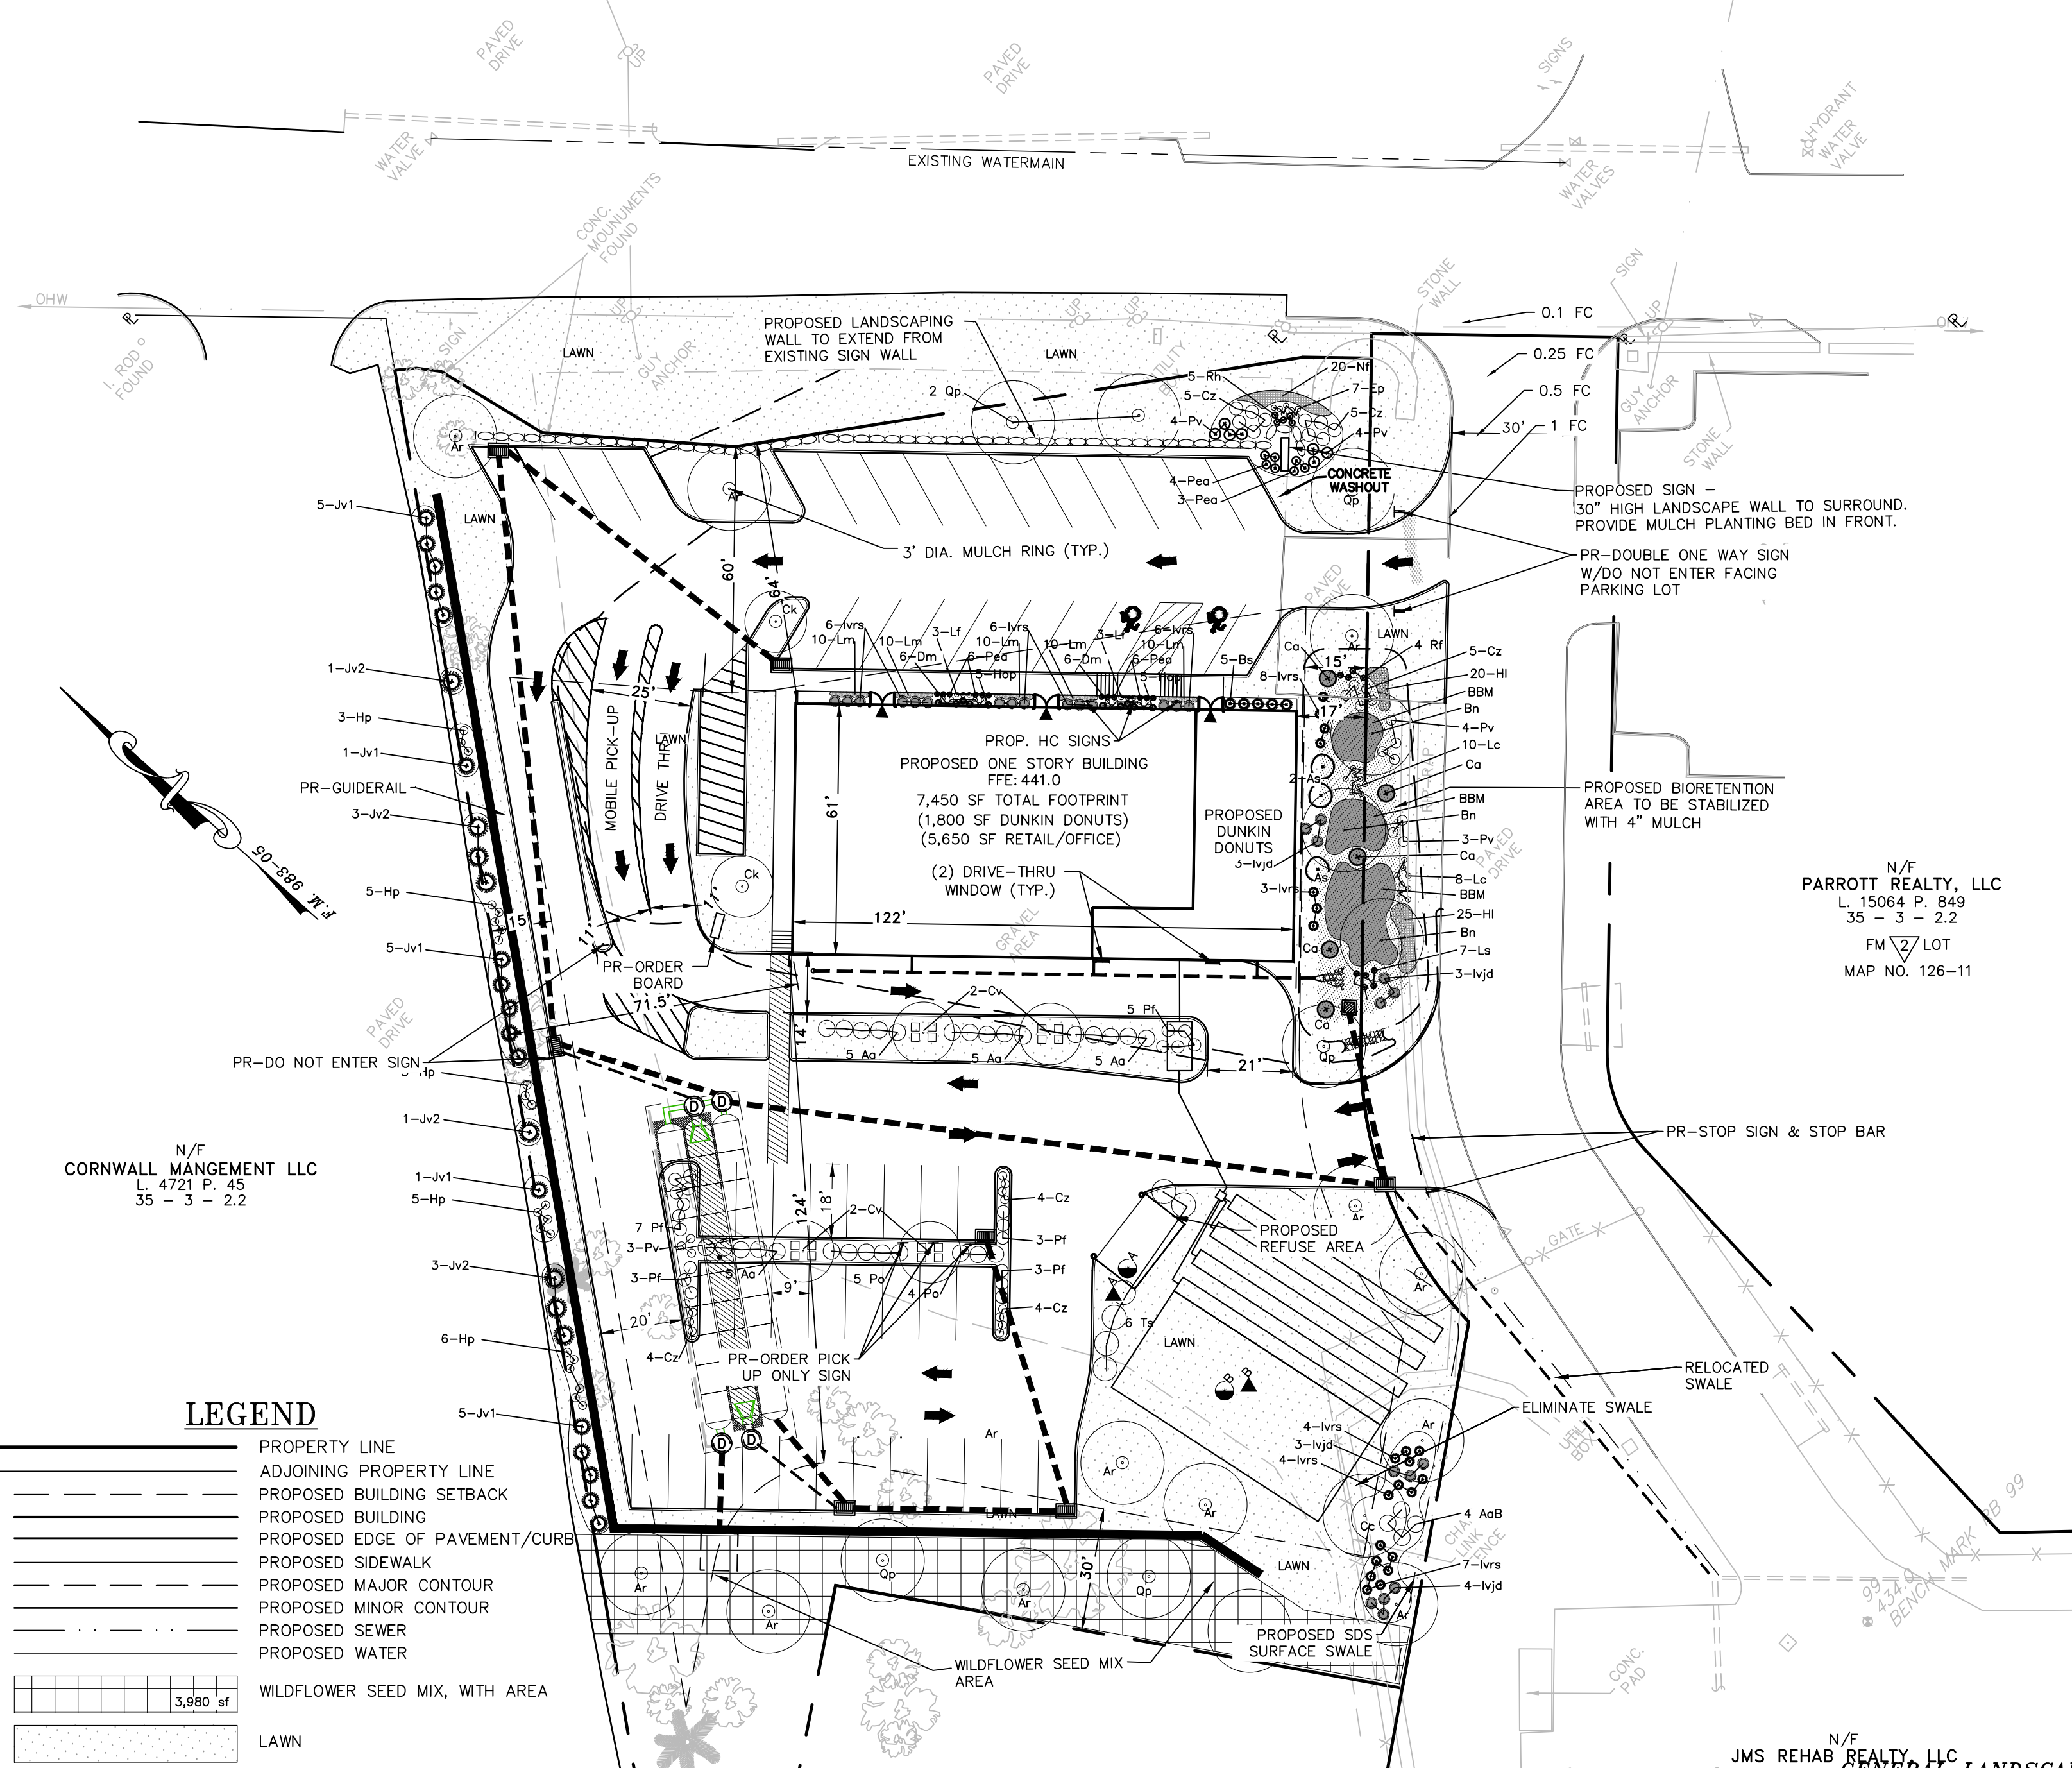 PAVED
DRIVE
UP
PAVED
DRIVE
SIGNS
HYDRANT
WATER
VALVE
WATER
VALVE
EXISTING WATERMAIN
WATER
VALVES
CONC.
MOUNUMENTS
FOUND
SIGN
STONE
WALL
OHW
I. ROD
FOUND
SIGN
UP
GUY
ANCHOR
UP
UP
UP
GUY
ANCHOR
STONE
WALL
0.1 FC
0.25 FC
0.5 FC
1 FC
30'
PROPOSED LANDSCAPING
WALL TO EXTEND FROM
EXISTING SIGN WALL
LAWN
LAWN
UTILITY
2 Qp
5-Rh
5-Cz
4-Pv
20-Nf
7-Ep
5-Cz
4-Pv
4-Pea
3-Pea
CONCRETE
WASHOUT
Qp
Ar
Ar
PROPOSED SIGN –
30" HIGH LANDSCAPE WALL TO SURROUND.
PROVIDE MULCH PLANTING BED IN FRONT.
PR-DOUBLE ONE WAY SIGN
W/DO NOT ENTER FACING
PARKING LOT
3' DIA. MULCH RING (TYP.)
60'
64'
5-Jv1
LAWN
1-Jv2
3-Hp
1-Jv1
PR-GUIDERAIL
3-Jv2
5-Hp
15
5-Jv1
25'
MOBILE PICK-UP
DRIVE THR
LAWN
Ck
Ck
11'
11'
6-Ivrs
10-Lm
10-Lm
6-Dm
3-Lf
6-Ivrs
10-Lm
6-Pea
5-Hop
10-Lm
6-Dm
3-Lf
6-Ivrs
10-Lm
6-Pea
5-Hop
5-Bs
8-Ivrs
PAVED
DRIVE
LAWN
Ca
Ar
15'
17'
4 Rf
5-Cz
20-Hl
BBM
Bn
4-Pv
10-Lc
Ca
2-As
PROPOSED BIORETENTION
AREA TO BE STABILIZED
WITH 4" MULCH
BBM
Bn
3-Pv
Ca
3-Ivjd
As
3-Ivrs
8-Lc
BBM
25-Hl
Bn
7-Ls
3-Ivjd
Ca
Ca
Qp
PAVED
DRIVE
PROP. HC SIGNS
PROPOSED ONE STORY BUILDING
FFE: 441.0
7,450 SF TOTAL FOOTPRINT
(1,800 SF DUNKIN DONUTS)
(5,650 SF RETAIL/OFFICE)
(2) DRIVE-THRU
WINDOW (TYP.)
PROPOSED
DUNKIN
DONUTS
61'
122'
GRAVEL
AREA
N/F
PARROTT REALTY, LLC
L. 15064 P. 849
35 – 3 – 2.2
FM 2 LOT
MAP NO. 126-11
F.M. 983-05
PR-ORDER
BOARD
71.5'
14'
2-Cv
5 Pf
5 Aa
5 Aa
5 Aa
21'
PAVED
DRIVE
PR-DO NOT ENTER SIGN
1-Jv2
N/F
CORNWALL MANGEMENT LLC
L. 4721 P. 45
35 – 3 – 2.2
1-Jv1
5-Hp
3-Jv2
6-Hp
5-Jv1
D
D
18'
124'
2-Cv
4-Cz
3-Pf
3-Pf
4-Cz
7 Pf
3-Pv
3-Pf
5 Aa
5 Po
4 Po
9'
20'
4-Cz
PR-ORDER PICK
UP ONLY SIGN
D
D
PR-STOP SIGN & STOP BAR
PROPOSED
REFUSE AREA
Ar
Ar
GATE
A
A
B
B
6 Ts
LAWN
RELOCATED
SWALE
ELIMINATE SWALE
4-Ivrs
3-Ivjd
4-Ivrs
Ar
Ar
Ar
Ar
4 AaB
Cc
CHAIN
LINK
FENCE
7-Ivrs
4-Ivjd
Ar
LAWN
LAWN
30'
Ar
Ar
Qp
Ar
Qp
PROPOSED SDS
SURFACE SWALE
WILDFLOWER SEED MIX
AREA
CONC.
PAD
99
434.0
BENCH MARK PB 99
LEGEND
PROPERTY LINE
ADJOINING PROPERTY LINE
PROPOSED BUILDING SETBACK
PROPOSED BUILDING
PROPOSED EDGE OF PAVEMENT/CURB
PROPOSED SIDEWALK
PROPOSED MAJOR CONTOUR
PROPOSED MINOR CONTOUR
PROPOSED SEWER
PROPOSED WATER
3,980 sf
WILDFLOWER SEED MIX, WITH AREA
LAWN
N/F
JMS REHAB REALTY, LLC